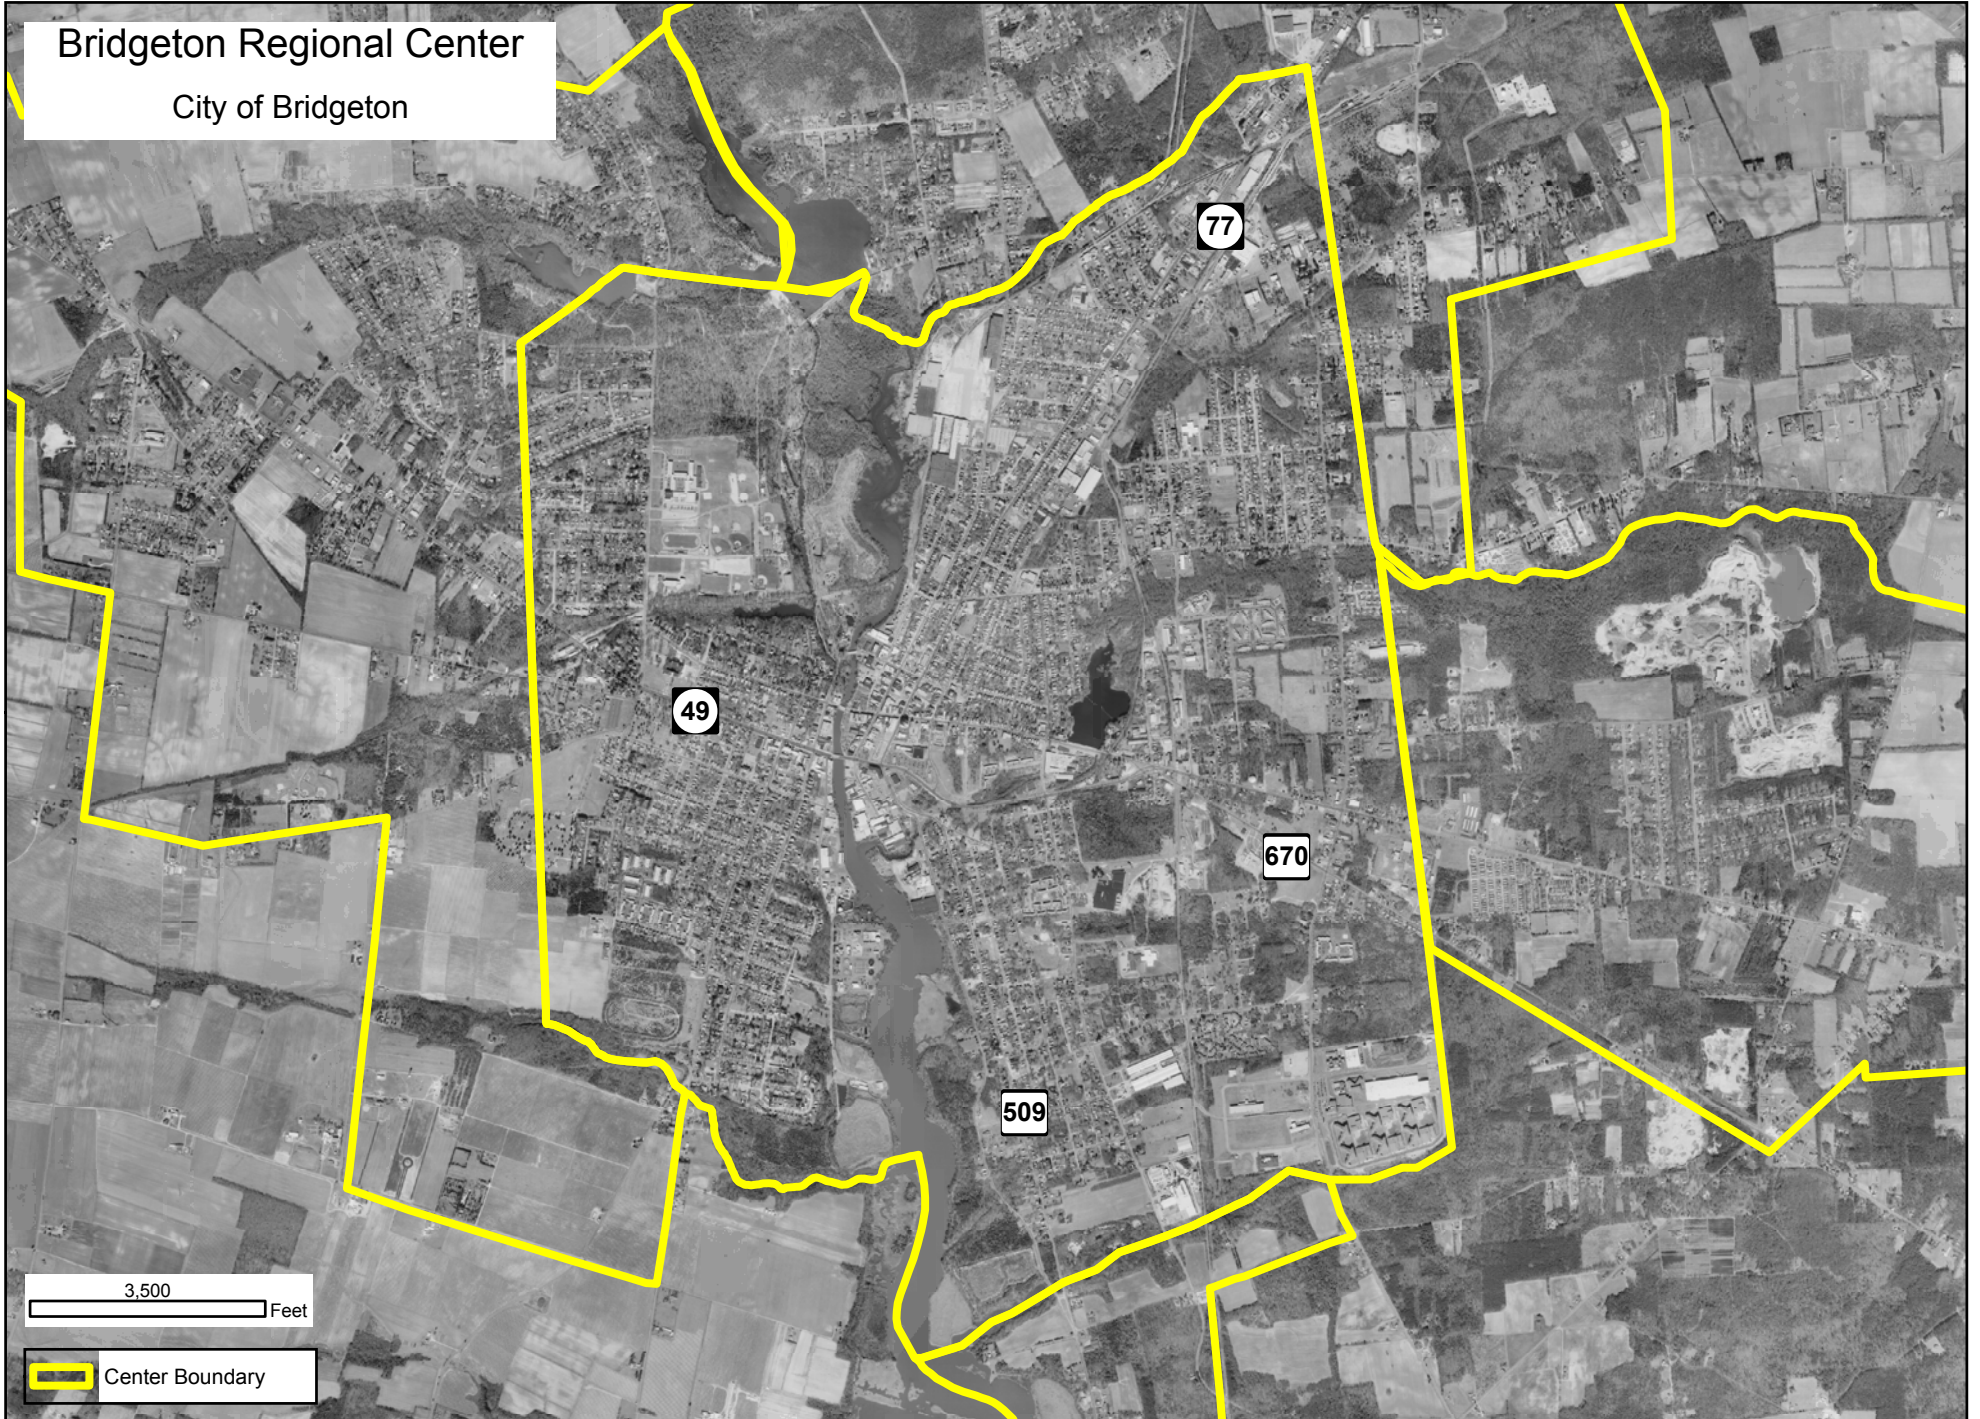 Bridgeton Regional Center
City of Bridgeton
77
49
670
509
3,500
Feet
Center Boundary